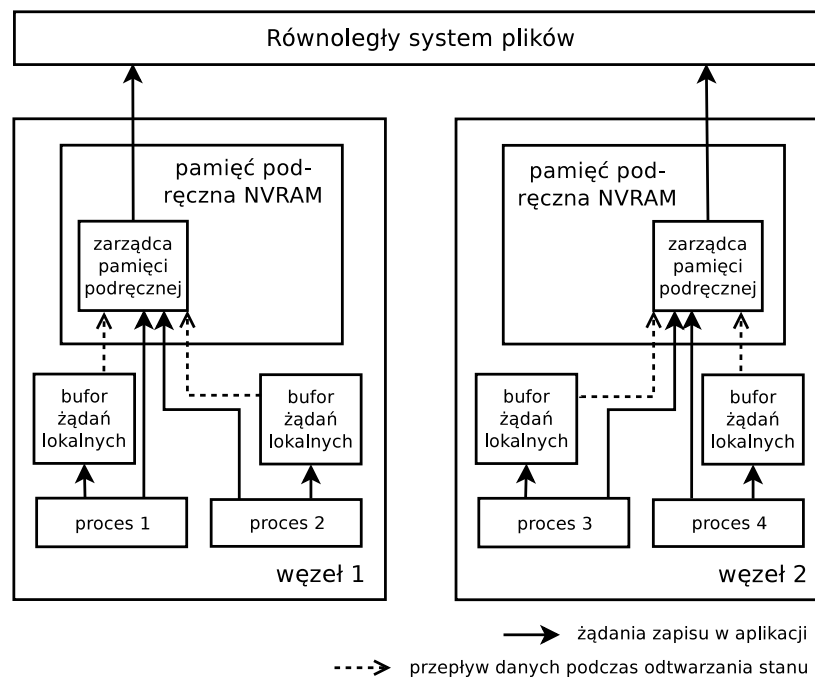 Równoległy system plików
pamięć pod-
ręczna NVRAM
zarządca
pamięci
podręcznej
bufor
żądań
lokalnych
bufor
żądań
lokalnych
proces 1
proces 2
węzeł 1
pamięć pod-
ręczna NVRAM
zarządca
pamięci
podręcznej
bufor
żądań
lokalnych
bufor
żądań
lokalnych
proces 3
proces 4
węzeł 2
żądania zapisu w aplikacji
przepływ danych podczas odtwarzania stanu